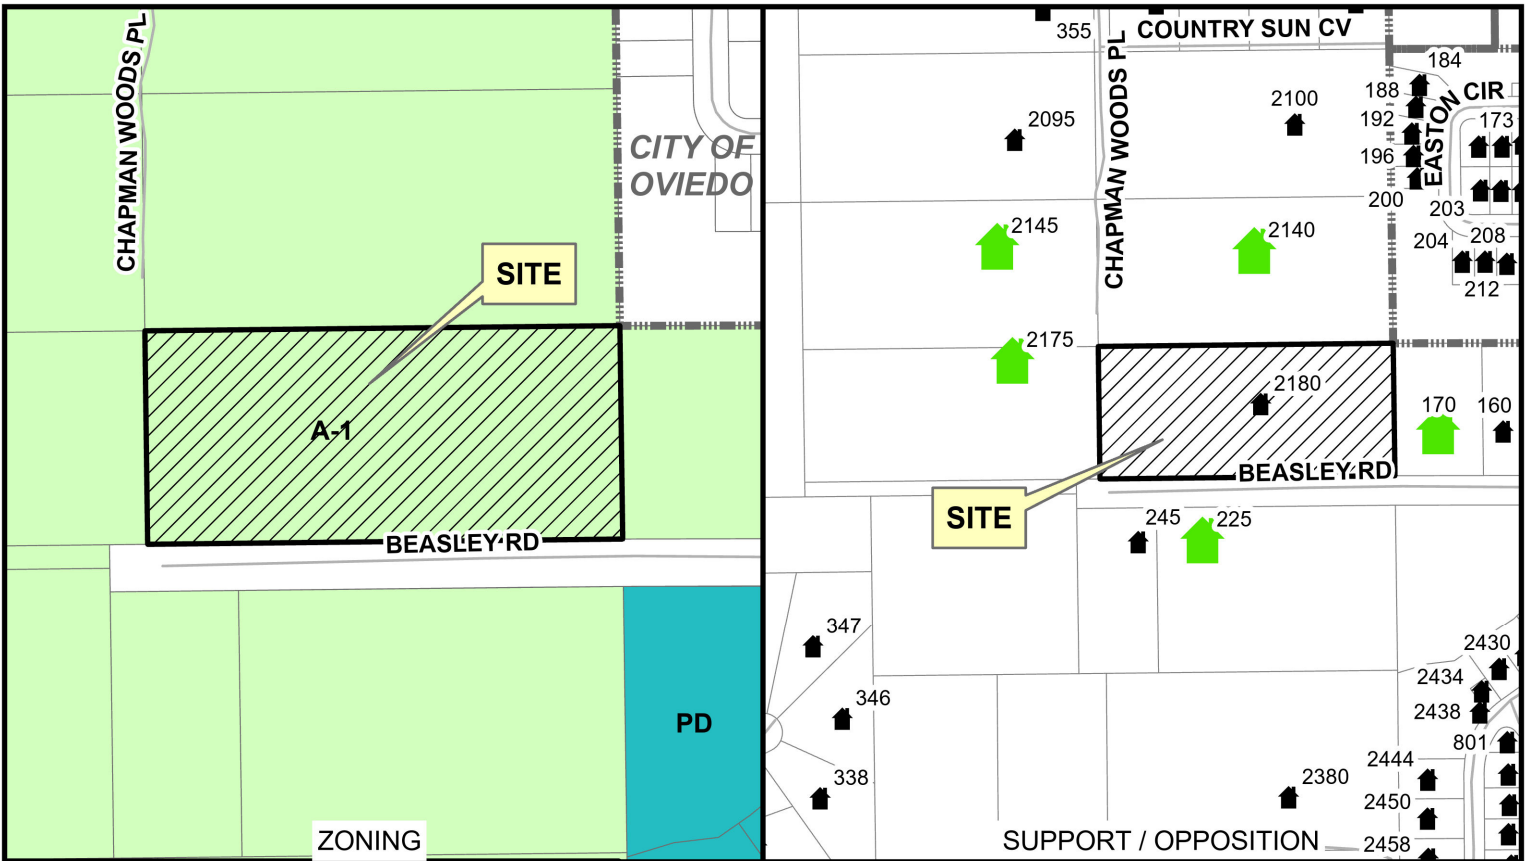 CHAPMAN WOODS PL
CITY OF
OVIEDO
SITE
A-1
BEASLEY RD
PD
ZONING
355
COUNTRY SUN CV
CHAPMAN WOODS PL
184
188
EASTON CIR
192
173
196
200
203
204
208
212
2095
2100
2145
2140
2175
2180
170
160
BEASLEY RD
SITE
245
225
347
346
338
2380
2430
2434
2438
801
2444
2450
2458
SUPPORT / OPPOSITION